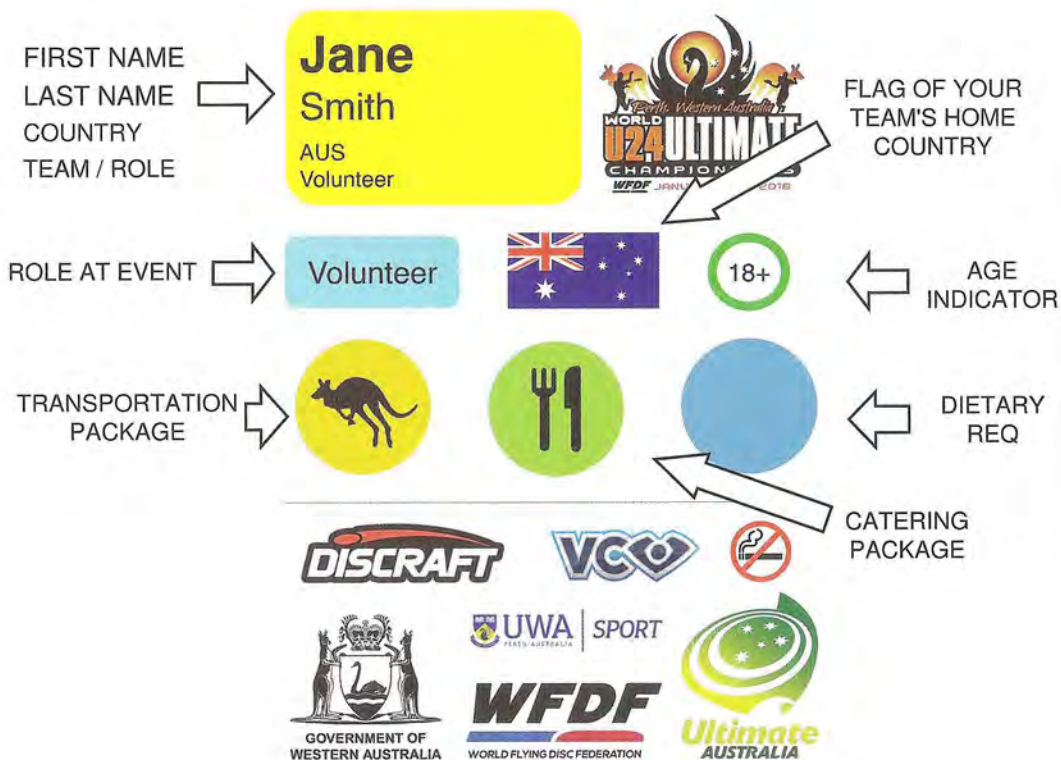 FIRST NAME
LAST NAME
COUNTRY
TEAM / ROLE
Jane
Smith
AUS
Volunteer
Perth, Western Australia
WORLD
U24 ULTIMATE
CHAMPIONSHIPS
WFDF
FLAG OF YOUR
TEAM'S HOME
COUNTRY
ROLE AT EVENT
Volunteer
18+
AGE
INDICATOR
TRANSPORTATION
PACKAGE
DIETARY
REQ
CATERING
PACKAGE
DISCRAFT
VC
UWA SPORT
PERTH/AUSTRALIA
GOVERNMENT OF
WESTERN AUSTRALIA
WFDF
WORLD FLYING DISC FEDERATION
Ultimate
AUSTRALIA